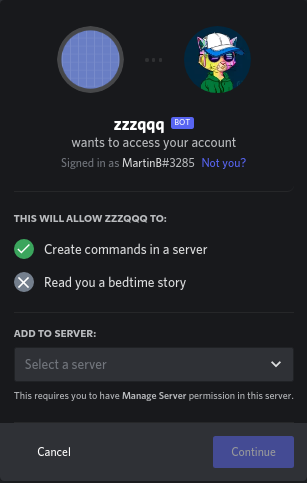 zzzqqq BOT
wants to access your account
Signed in as MartinB#3285 Not you?
THIS WILL ALLOW ZZZQQQ TO:
Create commands in a server
Read you a bedtime story
ADD TO SERVER:
Select a server
This requires you to have Manage Server permission in this server.
Cancel Continue